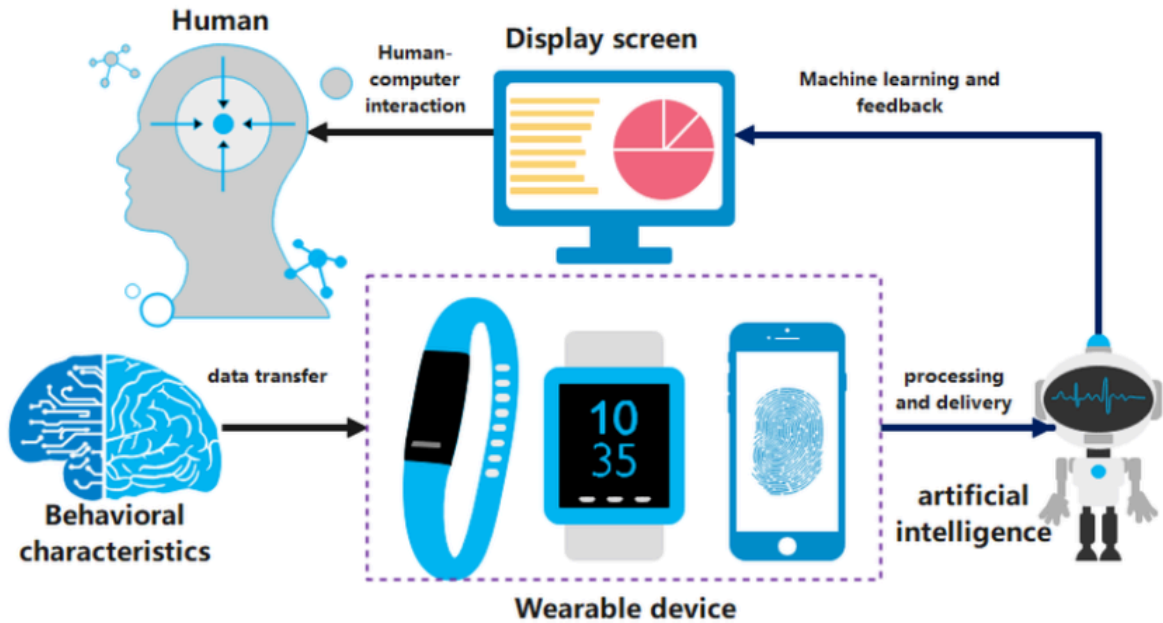 Human
Display screen
Human-
computer
interaction
Machine learning and
feedback
data transfer
10
35
processing
and delivery
Behavioral
characteristics
artificial
intelligence
Wearable device